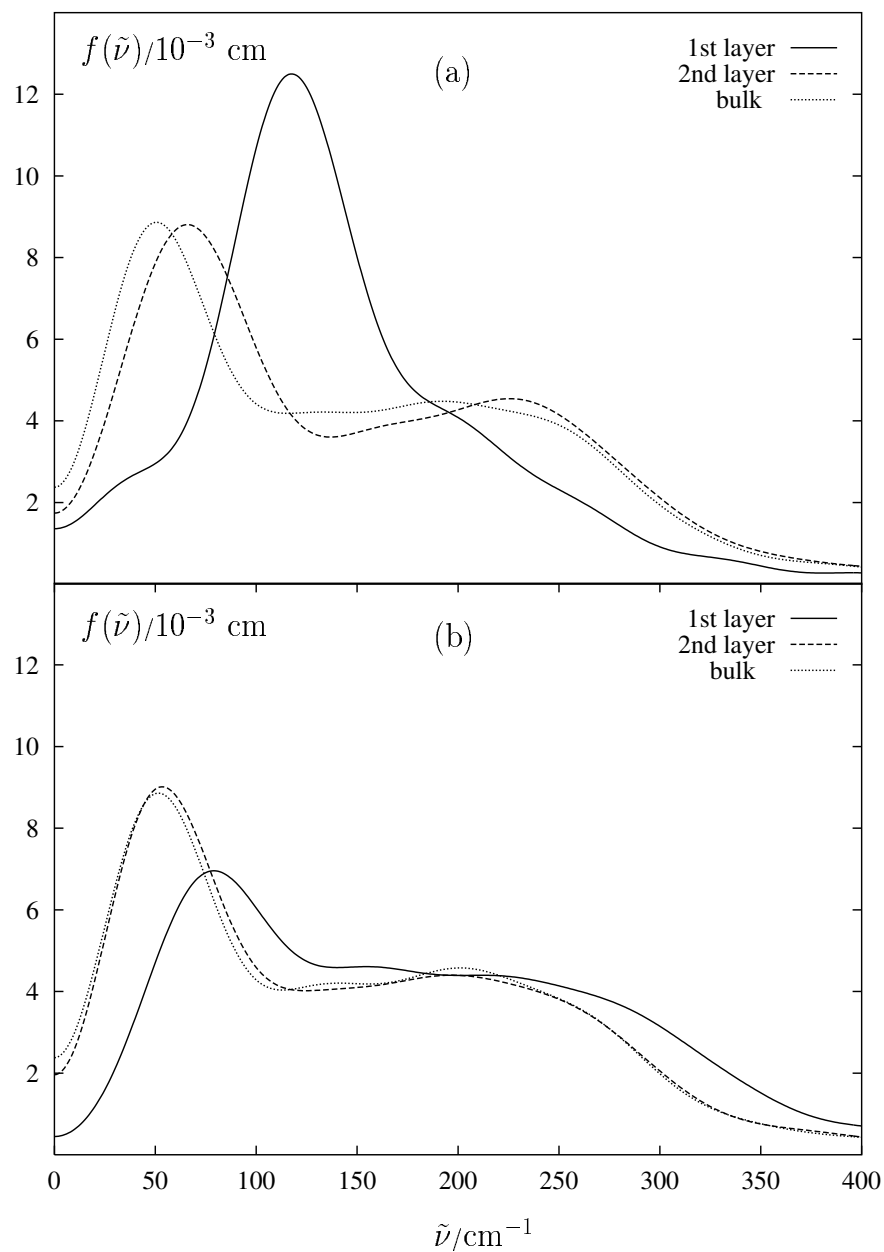 f(ν̃)/10⁻³ cm
(a)
1st layer
2nd layer
bulk
12
10
8
6
4
2
f(ν̃)/10⁻³ cm
(b)
1st layer
2nd layer
bulk
12
10
8
6
4
2
0 50 100 150 200 250 300 350 400
ν̃/cm⁻¹